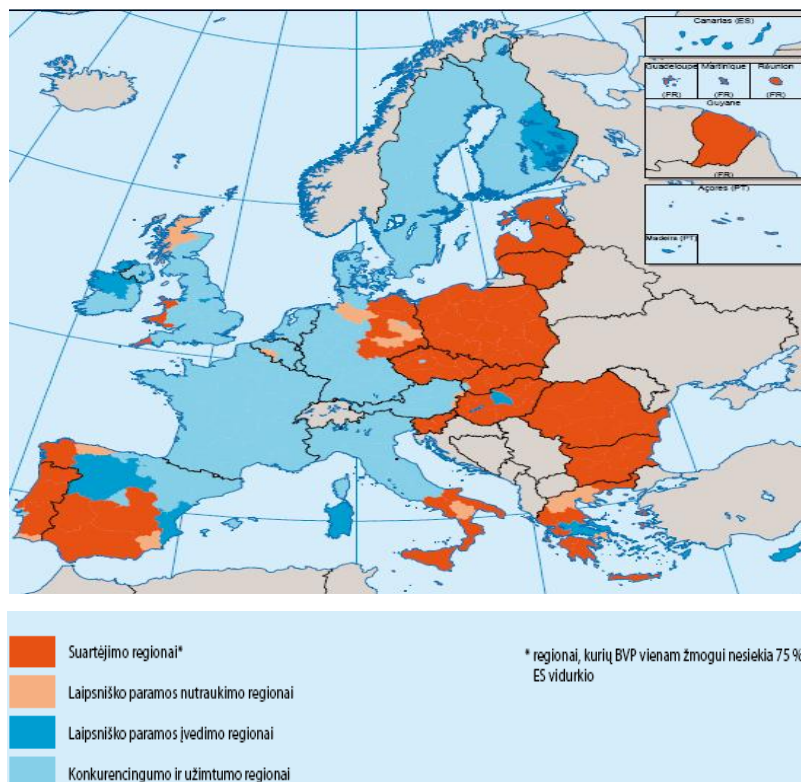 Canarias (ES)
Guadeloupe Martinique Réunion
(FR) (FR) (FR)
Guyane
(FR)
Açores (PT)
Madeira (PT)
Suartėjimo regionai*
* regionai, kurių BVP vienam žmogui nesiekia 75 %
ES vidurkio
Laipsniško paramos nutraukimo regionai
Laipsniško paramos įvedimo regionai
Konkurencingumo ir užimtumo regionai